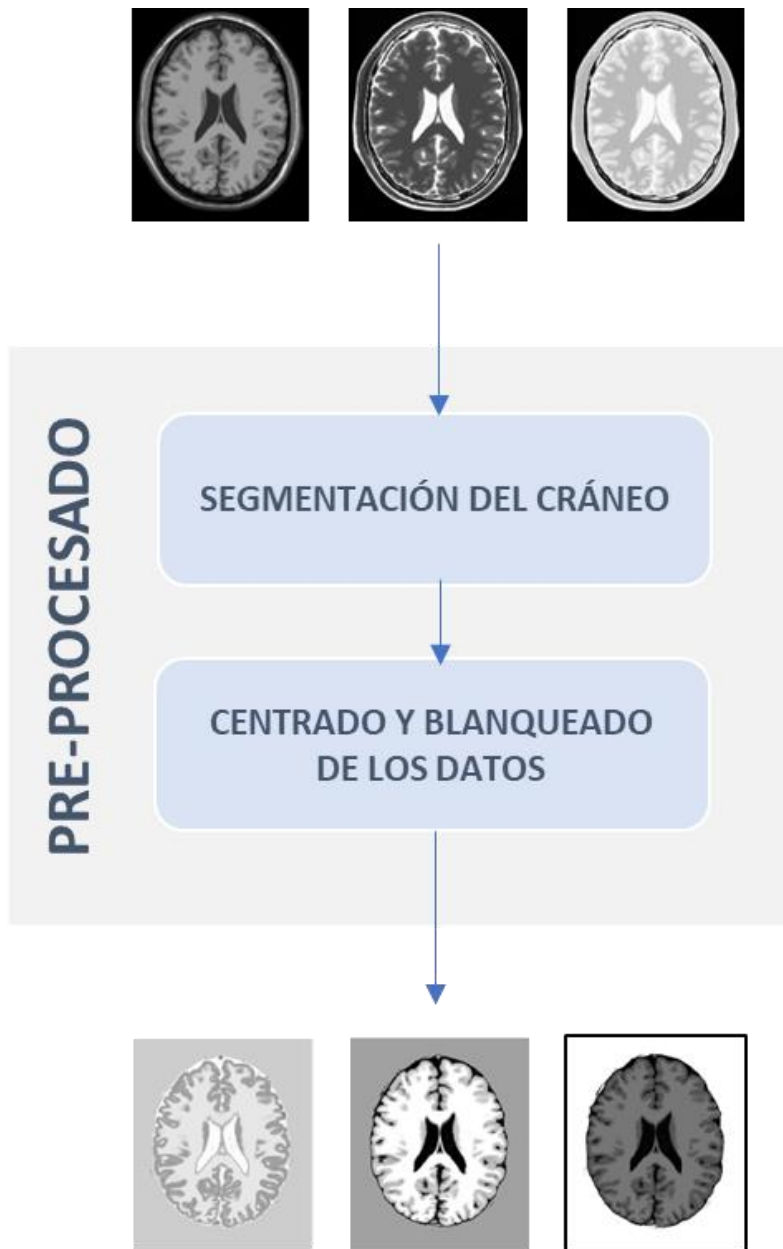 PRE-PROCESADO
SEGMENTACIÓN DEL CRÁNEO
CENTRADO Y BLANQUEADO
DE LOS DATOS